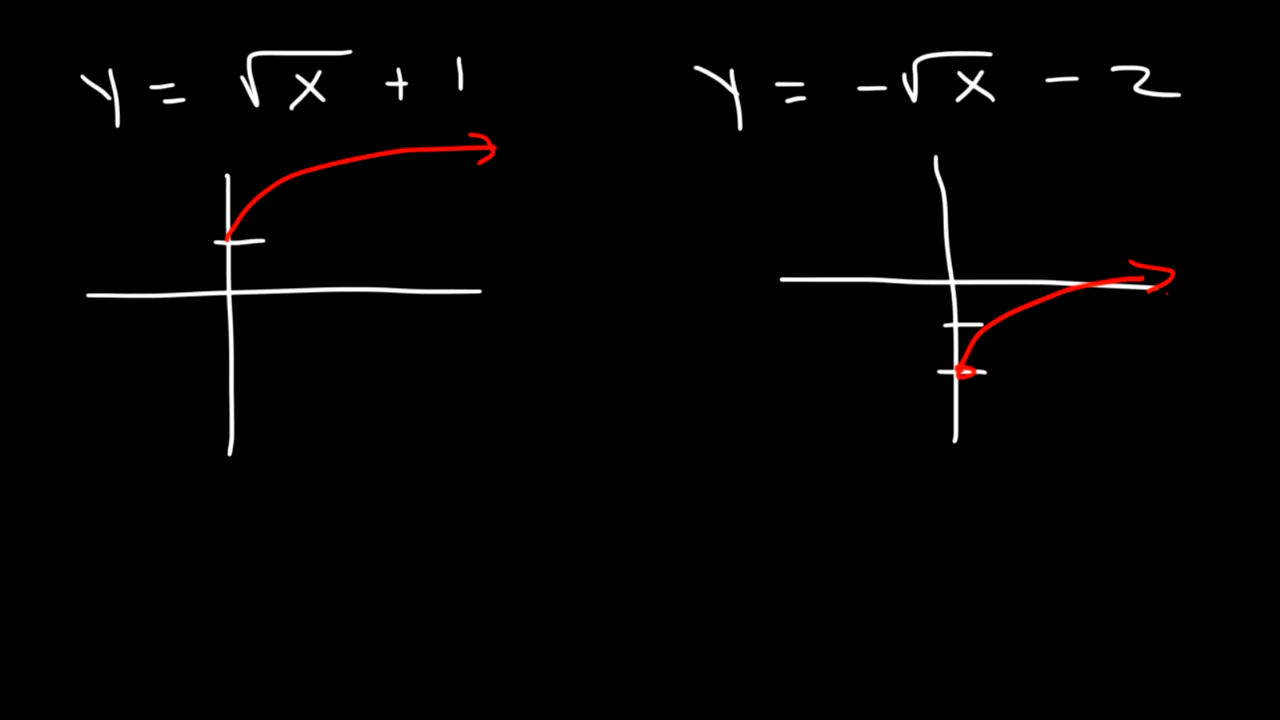 y = √x + 1
y = -√x - 2